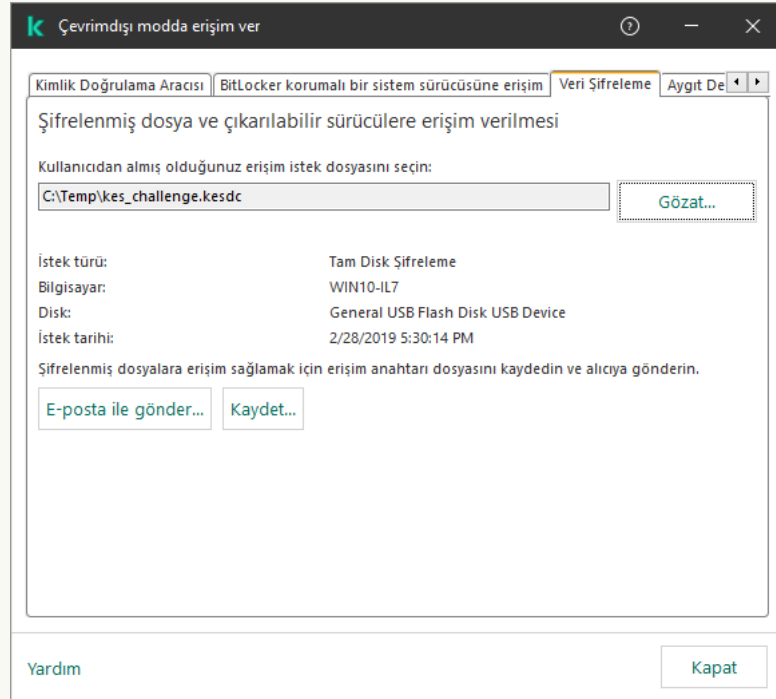 Çevrimdışı modda erişim ver
Kimlik Doğrulama Aracısı BitLocker korumalı bir sistem sürücüsüne erişim Veri Şifreleme Aygıt De
Şifrelenmiş dosya ve çıkarılabilir sürücülere erişim verilmesi
Kullanıcıdan almış olduğunuz erişim istek dosyasını seçin:
C:\Temp\kes_challenge.kesdc Gözat...
İstek türü: Tam Disk Şifreleme
Bilgisayar: WIN10-IL7
Disk: General USB Flash Disk USB Device
İstek tarihi: 2/28/2019 5:30:14 PM
Şifrelenmiş dosyalara erişim sağlamak için erişim anahtarı dosyasını kaydedin ve alıcıya gönderin.
E-posta ile gönder... Kaydet...
Yardım Kapat